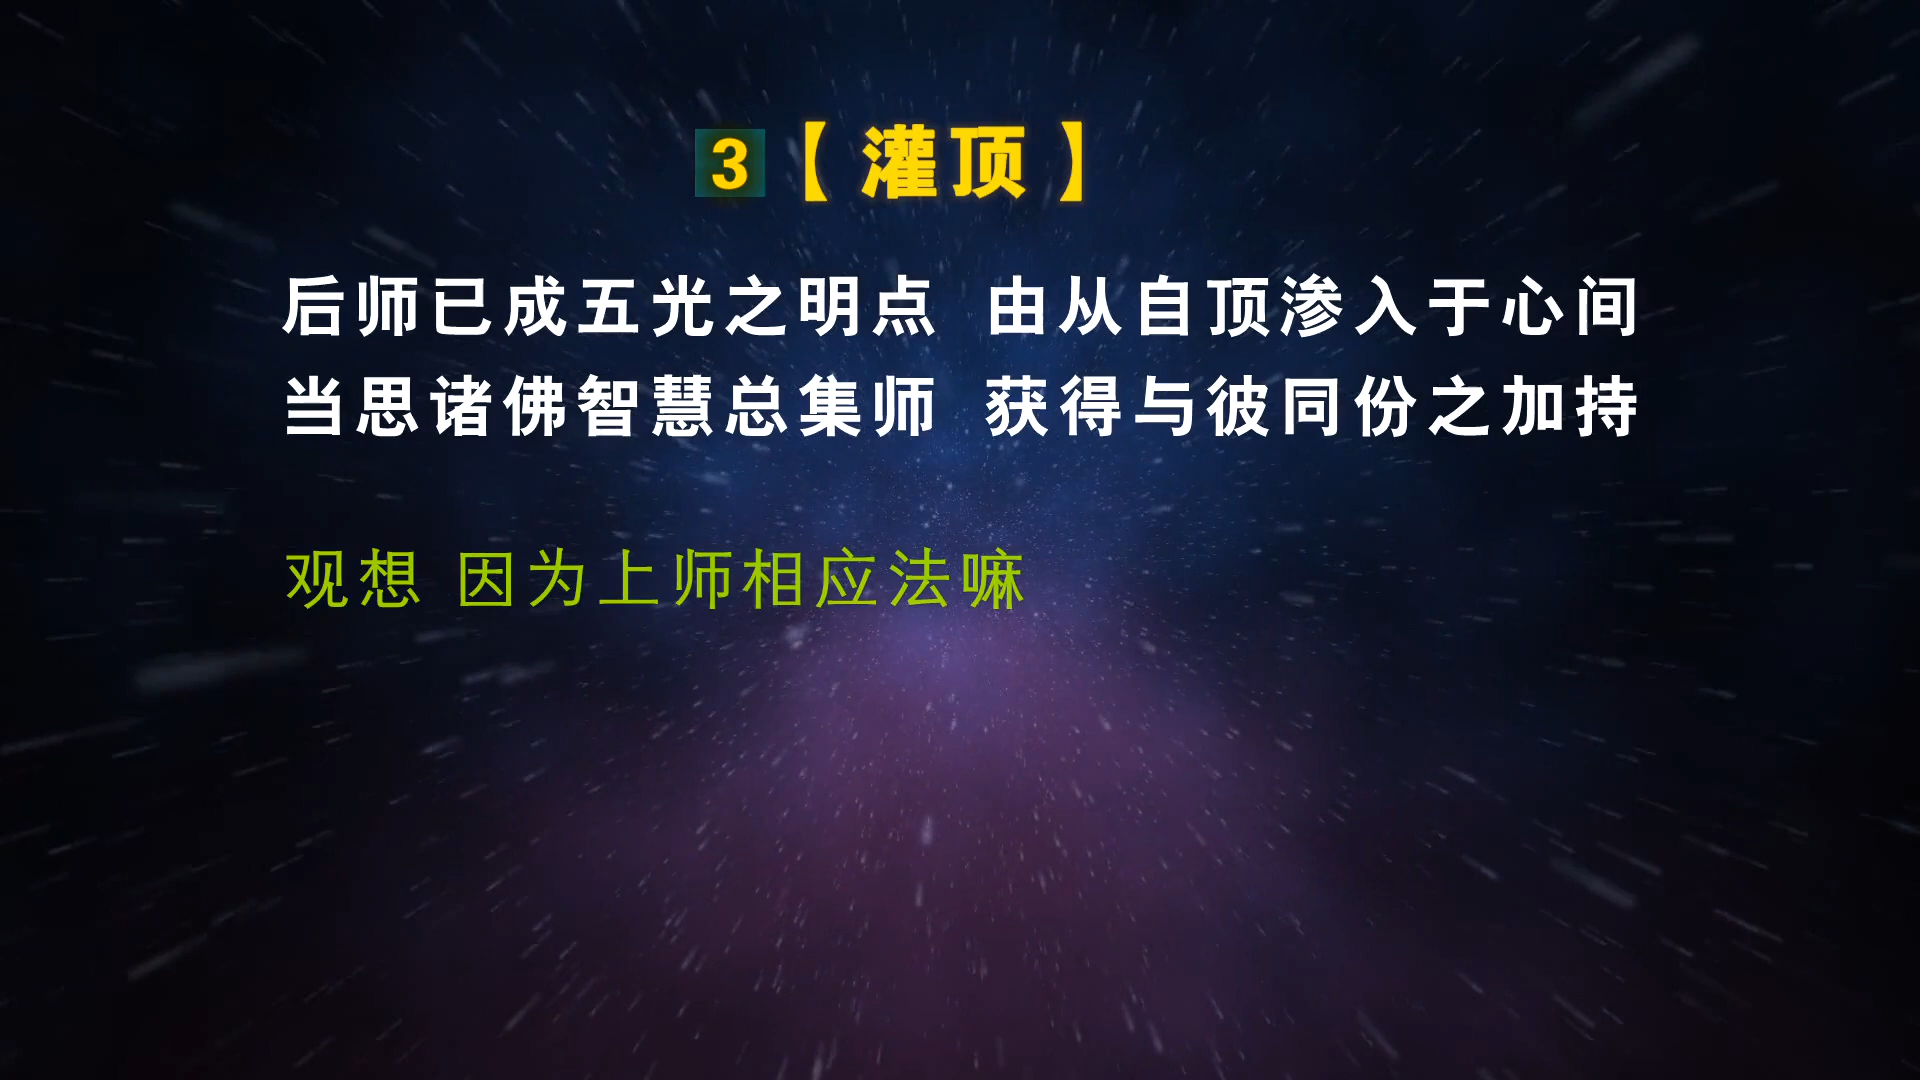 3【灌顶】
后师已成五光之明点 由从自顶渗入于心间
当思诸佛智慧总集师 获得与彼同份之加持
观想 因为上师相应法嘛